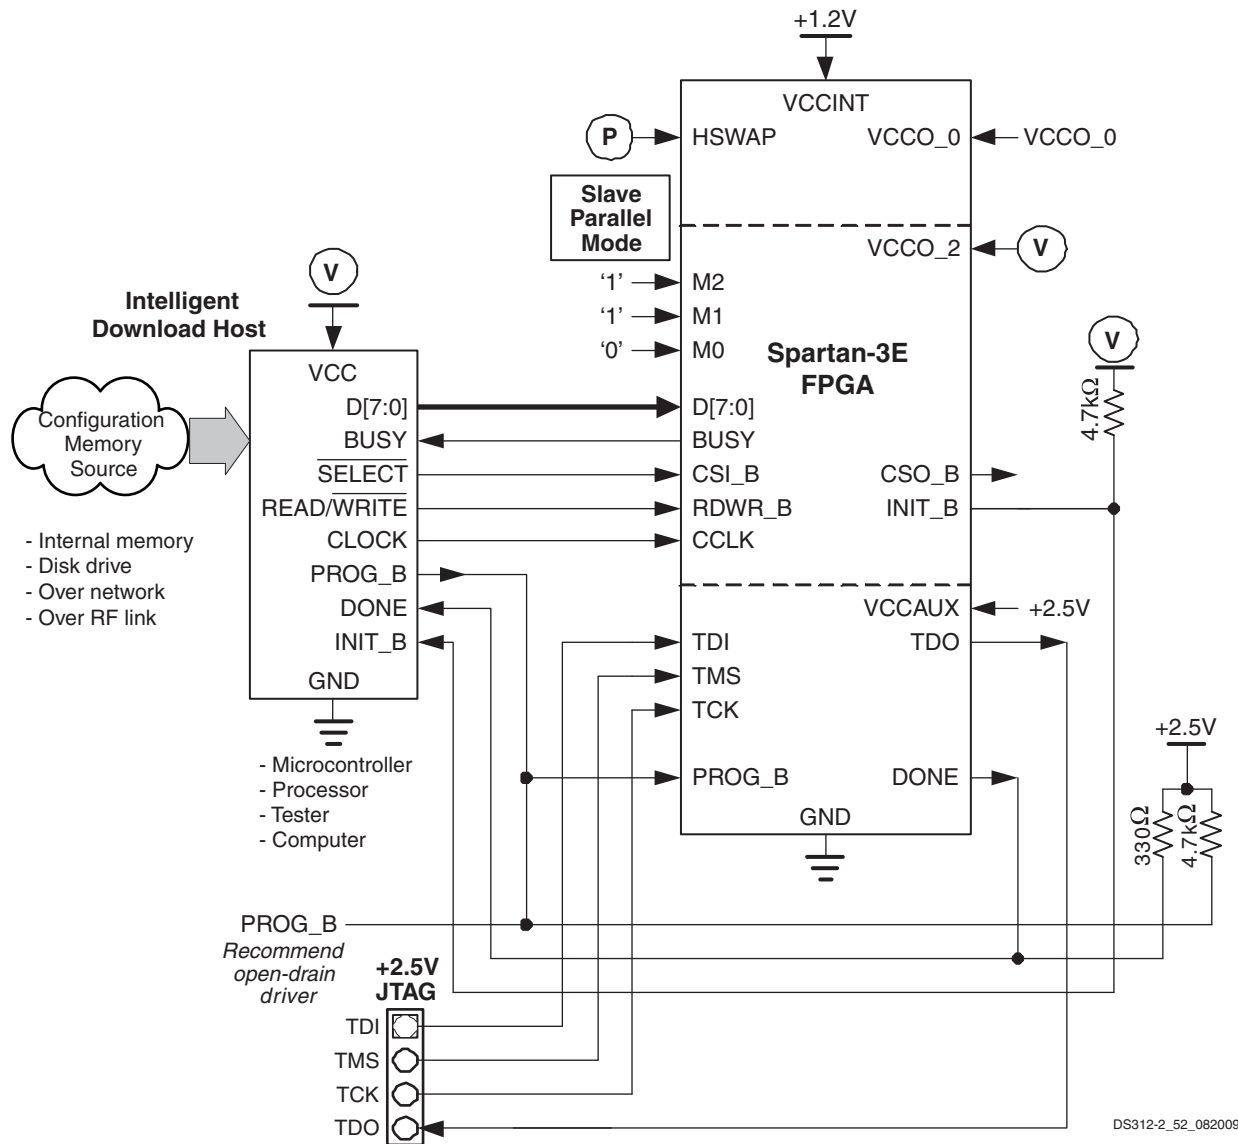 +1.2V
VCCINT
P
HSWAP
VCCO_0
VCCO_0
Slave
Parallel
Mode
VCCO_2
V
V
'1'
M2
Intelligent
Download Host
'1'
M1
'0'
M0
Spartan-3E
FPGA
V
4.7kΩ
VCC
D[7:0]
D[7:0]
Configuration
Memory
Source
BUSY
BUSY
SELECT
CSI_B
CSO_B
READ/WRITE
RDWR_B
INIT_B
CLOCK
CCLK
- Internal memory
- Disk drive
- Over network
- Over RF link
PROG_B
DONE
INIT_B
GND
VCCAUX
+2.5V
TDI
TDO
TMS
TCK
- Microcontroller
- Processor
- Tester
- Computer
PROG_B
DONE
GND
+2.5V
330Ω
4.7kΩ
PROG_B
Recommend
open-drain
driver
+2.5V
JTAG
TDI
TMS
TCK
TDO
DS312-2_52_082009